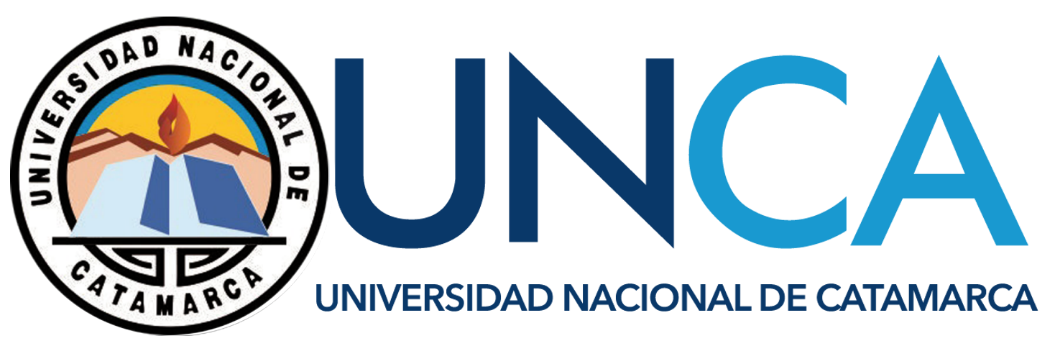 UNIVERSIDAD NACIONAL DE
CATAMARCA
UNCA
UNIVERSIDAD NACIONAL DE CATAMARCA